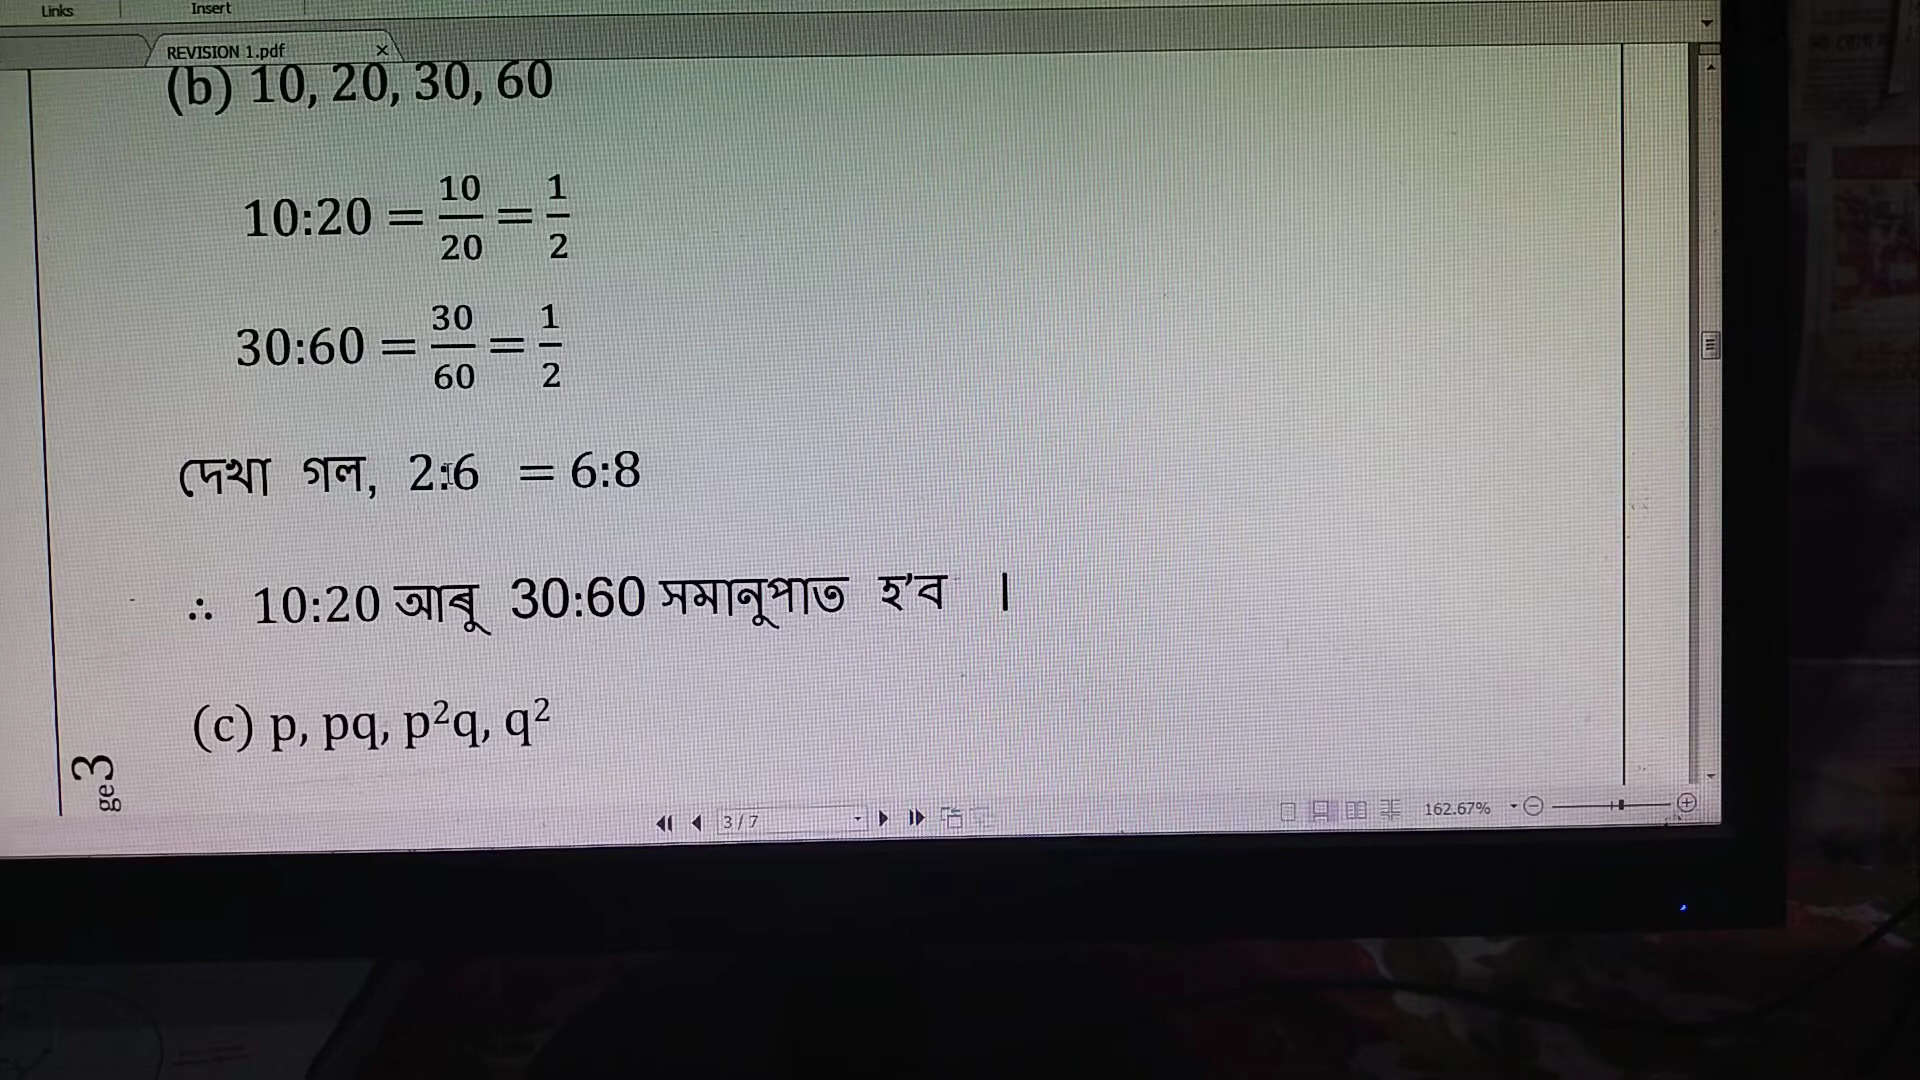 Links Insert
REVISION 1.pdf ×
(b) 10, 20, 30, 60
10:20 = 10/20 = 1/2
30:60 = 30/60 = 1/2
দেখা গল, 2:6 = 6:8
∴ 10:20 আৰু 30:60 সমানুপাত হ’ব ।
(c) p, pq, p²q, q²
ge3
3 / 7 162.67%